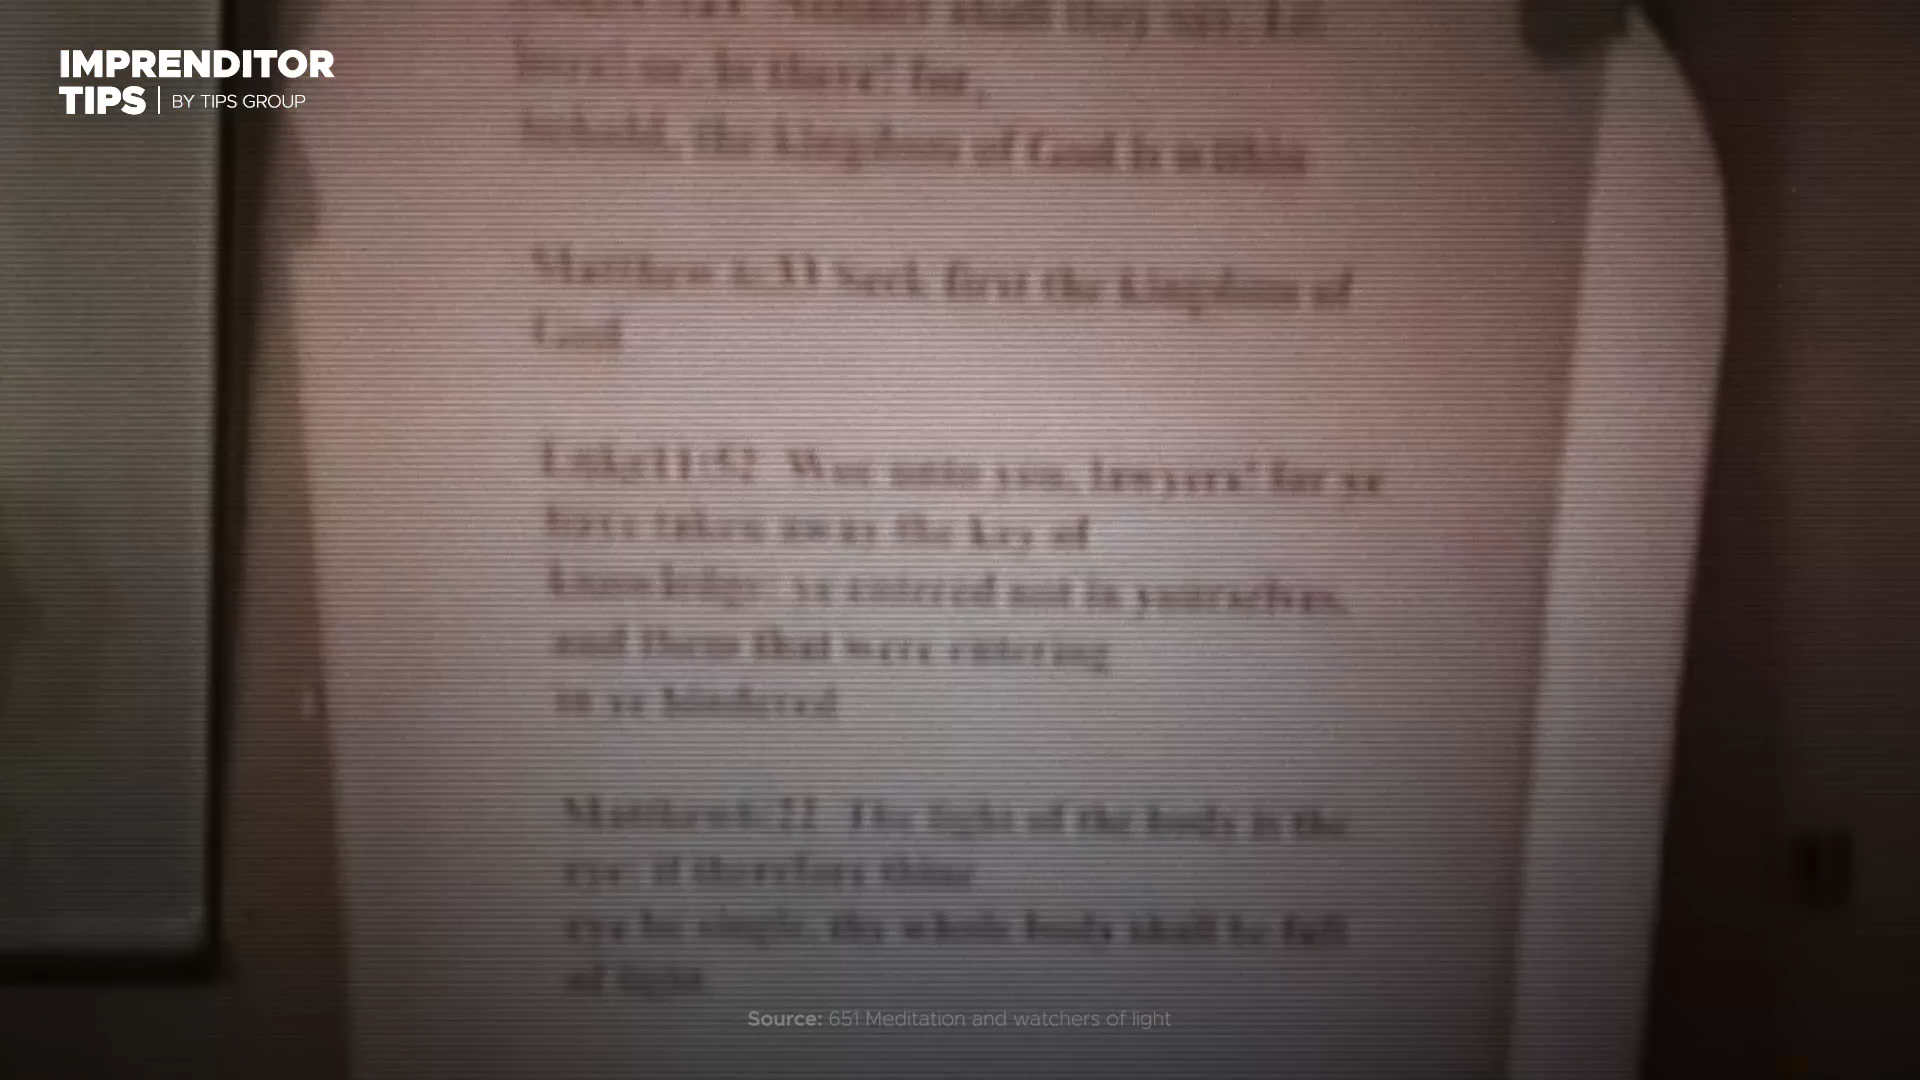 IMPRENDITOR
TIPS | BY TIPS GROUP
shall they say,
behold, the kingdom of God is within
Matthew 6:33 Seek first the kingdom of
God
Luke11:52 Woe unto you, lawyers! for ye
have taken away the key of
knowledge: ye entered not in yourselves,
and them that were entering
in ye hindered
Matthew6:22 The light of the body is the
eye: if therefore thine
eye be single, thy whole body shall be full
of light
Source: 651 Meditation and watchers of light